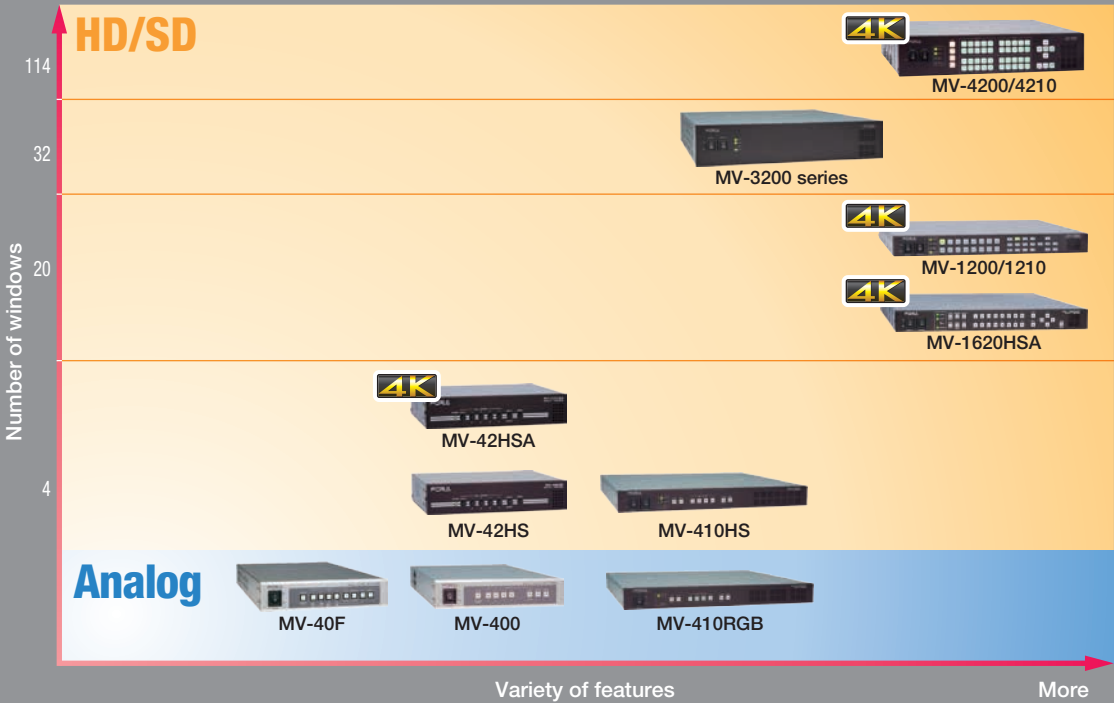 HD/SD
4K
114
MV-4200/4210
32
MV-3200 series
4K
20
MV-1200/1210
4K
MV-1620HSA
Number of windows
4K
MV-42HSA
4
MV-42HS
MV-410HS
Analog
MV-40F
MV-400
MV-410RGB
Variety of features
More